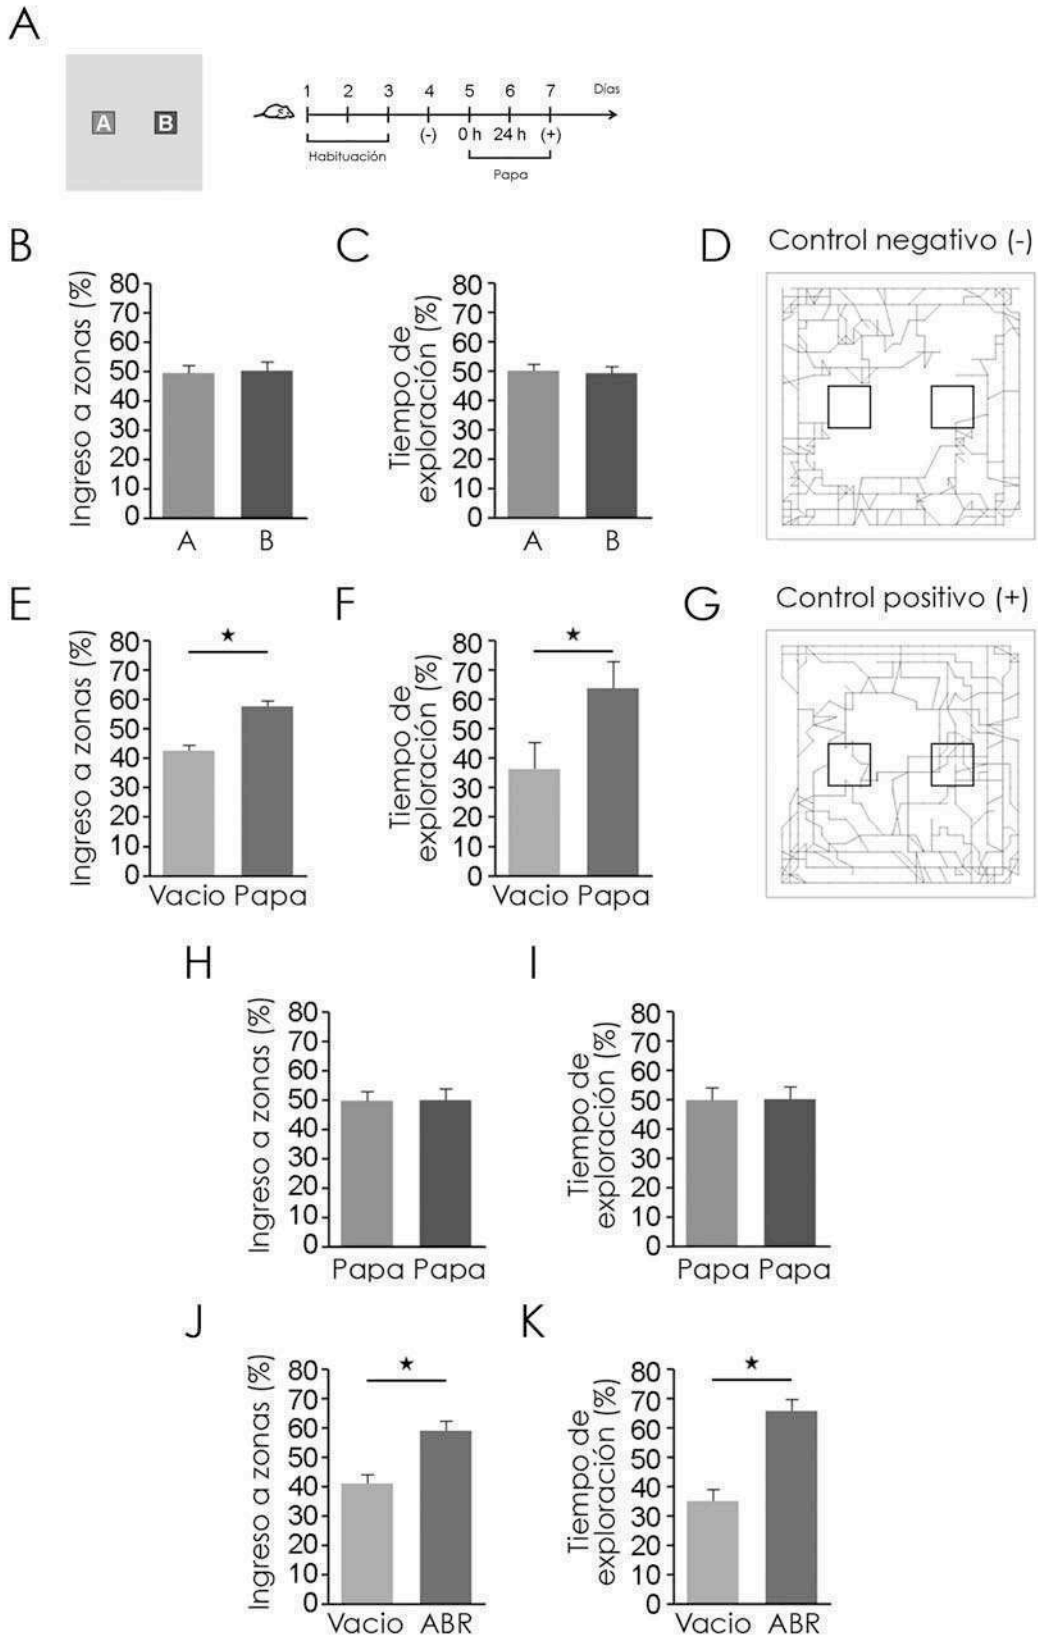 A
A B
1 2 3 4 5 6 7 Días
(-) 0 h 24 h (+)
Habituación
Papa
B
Ingreso a zonas (%)
80
70
60
50
40
30
20
10
0
A B
C
Tiempo de
exploración (%)
80
70
60
50
40
30
20
10
0
A B
D
Control negativo (-)
E
Ingreso a zonas (%)
80
70
60
50
40
30
20
10
0
★
Vacio Papa
F
Tiempo de
exploración (%)
80
70
60
50
40
30
20
10
0
★
Vacio Papa
G
Control positivo (+)
H
Ingreso a zonas (%)
80
70
60
50
40
30
20
10
0
Papa Papa
I
Tiempo de
exploración (%)
80
70
60
50
40
30
20
10
0
Papa Papa
J
Ingreso a zonas (%)
80
70
60
50
40
30
20
10
0
★
Vacio ABR
K
Tiempo de
exploración (%)
80
70
60
50
40
30
20
10
0
★
Vacio ABR